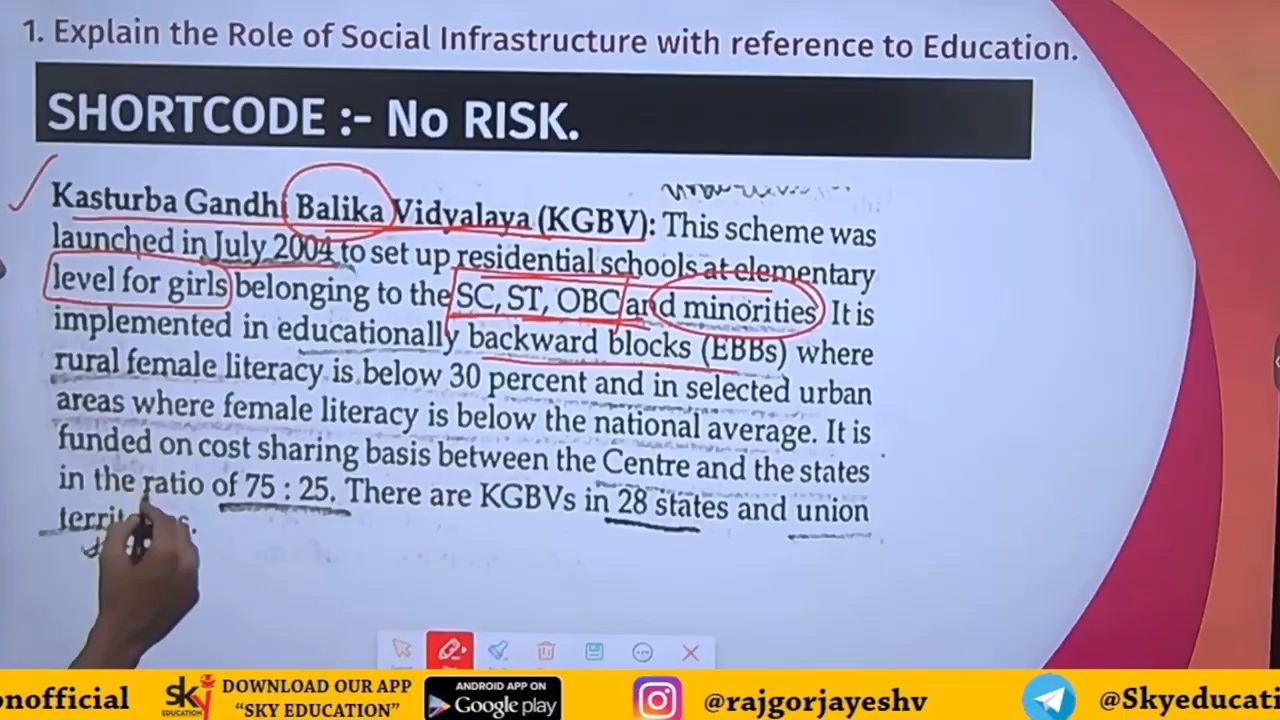 1. Explain the Role of Social Infrastructure with reference to Education.
SHORTCODE :- No RISK.
Kasturba Gandhi Balika Vidyalaya (KGBV): This scheme was
launched in July 2004 to set up residential schools at elementary
level for girls belonging to the SC, ST, OBC and minorities. It is
implemented in educationally backward blocks (EBBs) where
rural female literacy is below 30 percent and in selected urban
areas where female literacy is below the national average. It is
funded on cost sharing basis between the Centre and the states
in the ratio of 75 : 25. There are KGBVs in 28 states and union
onofficial
sky
EDUCATION
DOWNLOAD OUR APP
"SKY EDUCATION"
ANDROID APP ON
Google play
@rajgorjayeshv
@Skyeducati